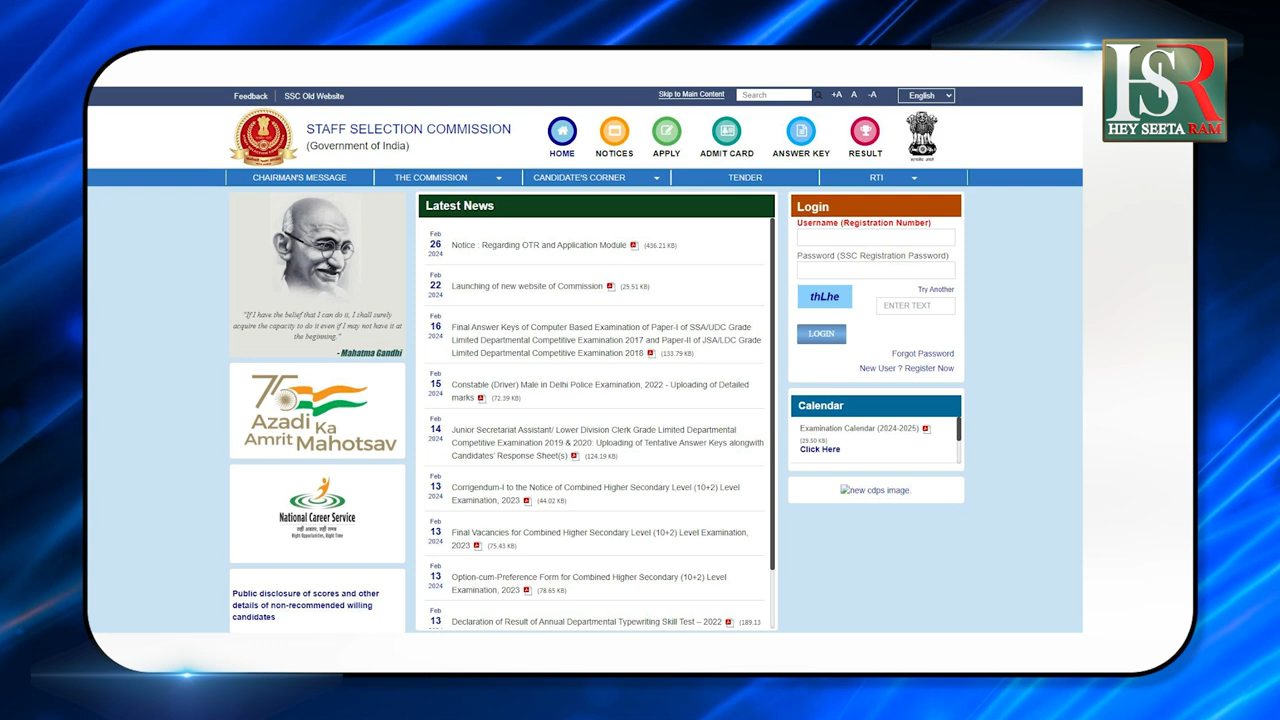 HSR
HEY SEETA RAM
Feedback
SSC Old Website
Skip to Main Content
Search
+A A -A
English
STAFF SELECTION COMMISSION
(Government of India)
HOME
NOTICES
APPLY
ADMIT CARD
ANSWER KEY
RESULT
CHAIRMAN'S MESSAGE
THE COMMISSION
CANDIDATE'S CORNER
TENDER
RTI
"If I have the belief that I can do it, I shall surely
acquire the capacity to do it even if I may not have it at
the beginning."
- Mahatma Gandhi
75
Azadi Ka
Amrit Mahotsav
National Career Service
Right Opportunities, Right Time
Public disclosure of scores and other
details of non-recommended willing
candidates
Latest News
Feb
26
2024
Notice : Regarding OTR and Application Module (436.21 KB)
Feb
22
2024
Launching of new website of Commission (25.51 KB)
Feb
16
2024
Final Answer Keys of Computer Based Examination of Paper-I of SSA/UDC Grade
Limited Departmental Competitive Examination 2017 and Paper-II of JSA/LDC Grade
Limited Departmental Competitive Examination 2018 (133.79 KB)
Feb
15
2024
Constable (Driver) Male in Delhi Police Examination, 2022 - Uploading of Detailed
marks (72.39 KB)
Feb
14
2024
Junior Secretariat Assistant/ Lower Division Clerk Grade Limited Departmental
Competitive Examination 2019 & 2020: Uploading of Tentative Answer Keys alongwith
Candidates' Response Sheet(s) (124.19 KB)
Feb
13
2024
Corrigendum-I to the Notice of Combined Higher Secondary Level (10+2) Level
Examination, 2023 (44.02 KB)
Feb
13
2024
Final Vacancies for Combined Higher Secondary Level (10+2) Level Examination,
2023 (75.43 KB)
Feb
13
2024
Option-cum-Preference Form for Combined Higher Secondary (10+2) Level
Examination, 2023 (78.65 KB)
Feb
13
Declaration of Result of Annual Departmental Typewriting Skill Test – 2022 (189.13
Login
Username (Registration Number)
Password (SSC Registration Password)
thLhe
Try Another
ENTER TEXT
LOGIN
Forgot Password
New User ? Register Now
Calendar
Examination Calendar (2024-2025)
(29.50 KB)
Click Here
new cdps image.